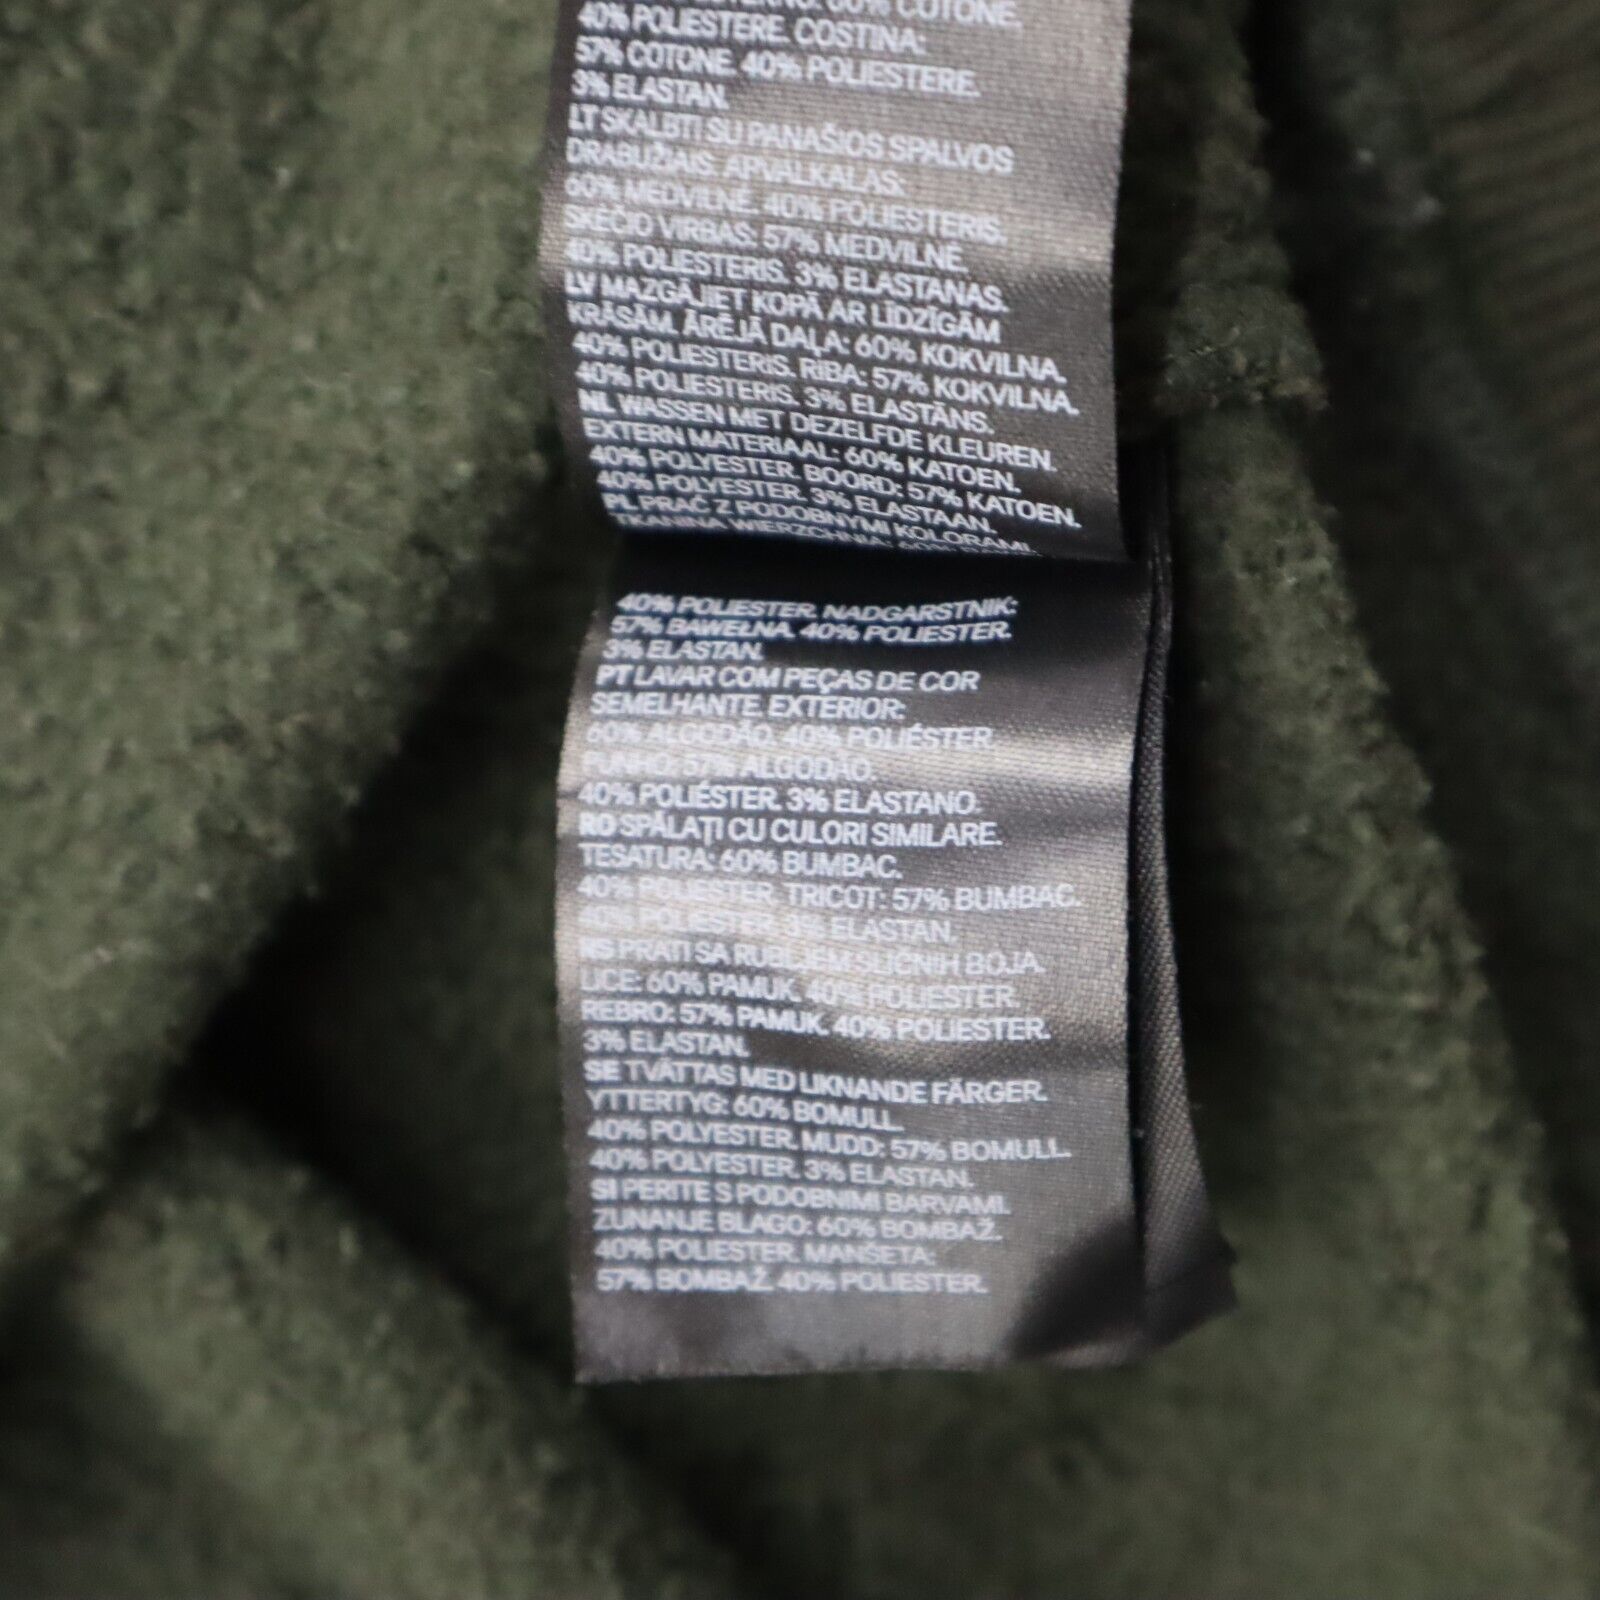 60% COTONE.
40% POLIESTERE. COSTINA:
57% COTONE. 40% POLIESTERE.
3% ELASTAN.
LT SKALBTI SU PANAŠIOS SPALVOS
DRABUŽIAIS. APVALKALAS:
60% MEDVILNĖ. 40% POLIESTERIS.
SKEČIO VIRBAS: 57% MEDVILNĖ.
40% POLIESTERIS. 3% ELASTANAS.
LV MAZGĀJIET KOPĀ AR LĪDZĪGĀM
KRĀSĀM. ĀRĒJĀ DAĻA: 60% KOKVILNA.
40% POLIESTERIS. RIBA: 57% KOKVILNA.
40% POLIESTERIS. 3% ELASTĀNS.
NL WASSEN MET DEZELFDE KLEUREN.
EXTERN MATERIAAL: 60% KATOEN.
40% POLYESTER. BOORD: 57% KATOEN.
40% POLYESTER. 3% ELASTAAN.
PL PRAĆ Z PODOBNYMI KOLORAMI.
TKANINA WIERZCHNIA: 60%
40% POLIESTER. NADGARSTNIK:
57% BAWEŁNA. 40% POLIESTER.
3% ELASTAN.
PT LAVAR COM PEÇAS DE COR
SEMELHANTE. EXTERIOR:
60% ALGODÃO. 40% POLIÉSTER
PUNHO: 57% ALGODÃO.
40% POLIÉSTER. 3% ELASTANO.
RO SPĂLAŢI CU CULORI SIMILARE.
TESATURA: 60% BUMBAC.
40% POLIESTER. TRICOT: 57% BUMBAC.
40% POLIESTER. 3% ELASTAN.
RS PRATI SA RUBLJEM SLIČNIH BOJA.
LICE: 60% PAMUK. 40% POLIESTER.
REBRO: 57% PAMUK. 40% POLIESTER.
3% ELASTAN.
SE TVÄTTAS MED LIKNANDE FÄRGER.
YTTERTYG: 60% BOMULL.
40% POLYESTER. MUDD: 57% BOMULL.
40% POLYESTER. 3% ELASTAN.
SI PERITE S PODOBNIMI BARVAMI.
ZUNANJE BLAGO: 60% BOMBAŽ.
40% POLIESTER. MANŠETA:
57% BOMBAŽ. 40% POLIESTER.